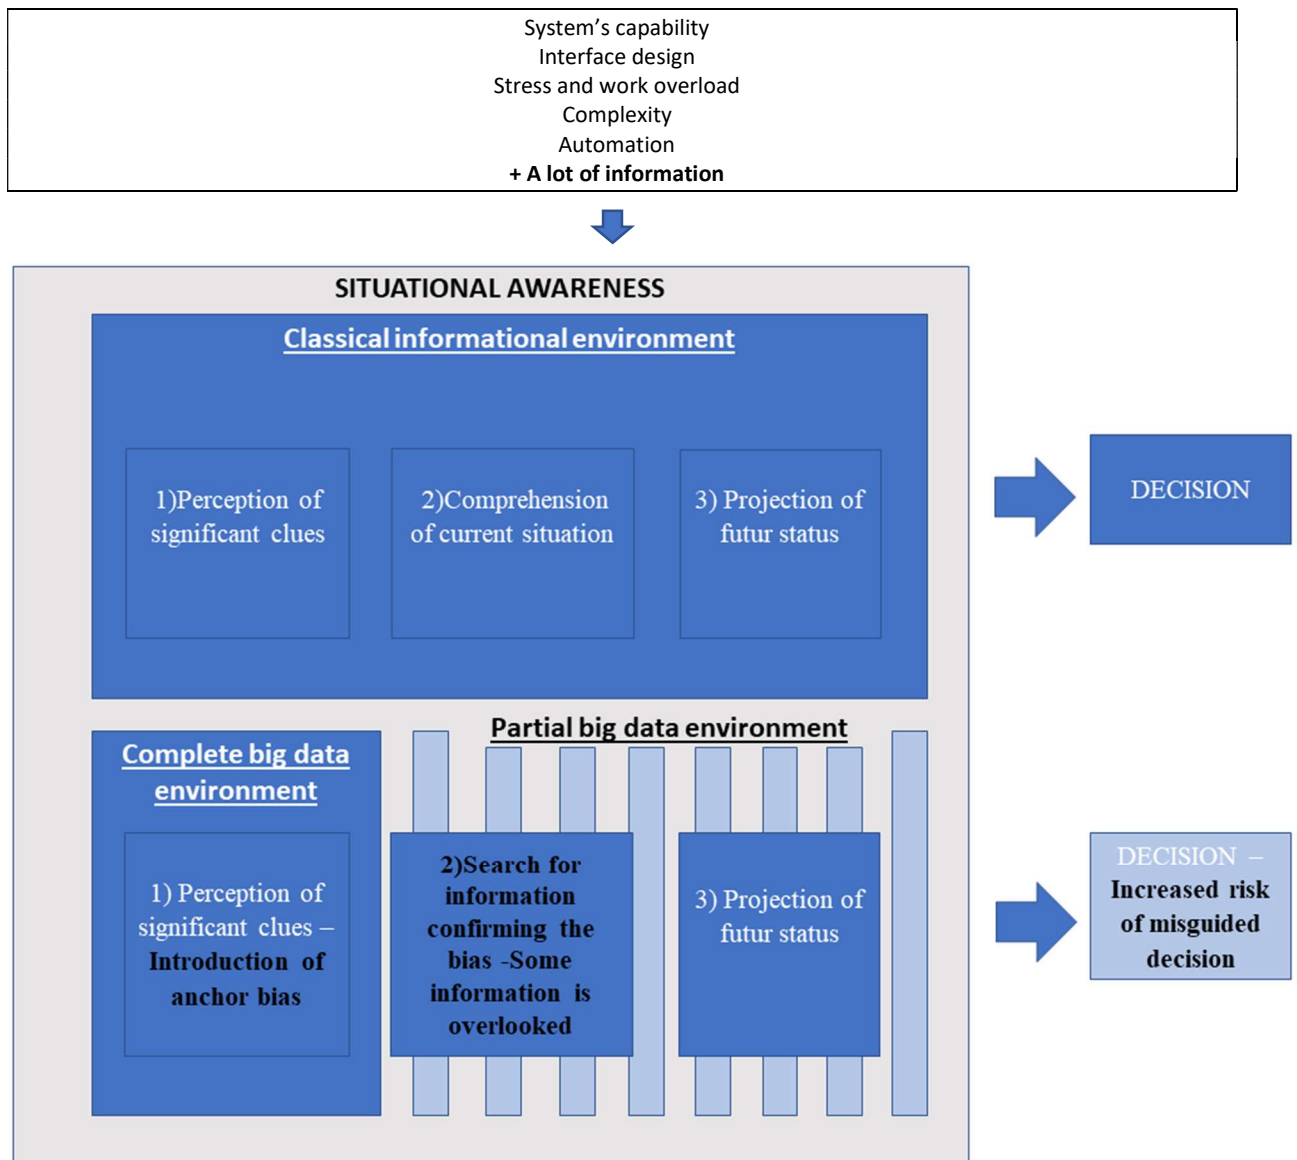 System’s capability
Interface design
Stress and work overload
Complexity
Automation
+ A lot of information
SITUATIONAL AWARENESS
Classical informational environment
1)Perception of
significant clues
2)Comprehension
of current situation
3) Projection of
futur status
DECISION
Complete big data
environment
1) Perception of
significant clues –
Introduction of
anchor bias
Partial big data environment
2)Search for
information
confirming the
bias -Some
information is
overlooked
3) Projection of
futur status
DECISION –
Increased risk
of misguided
decision